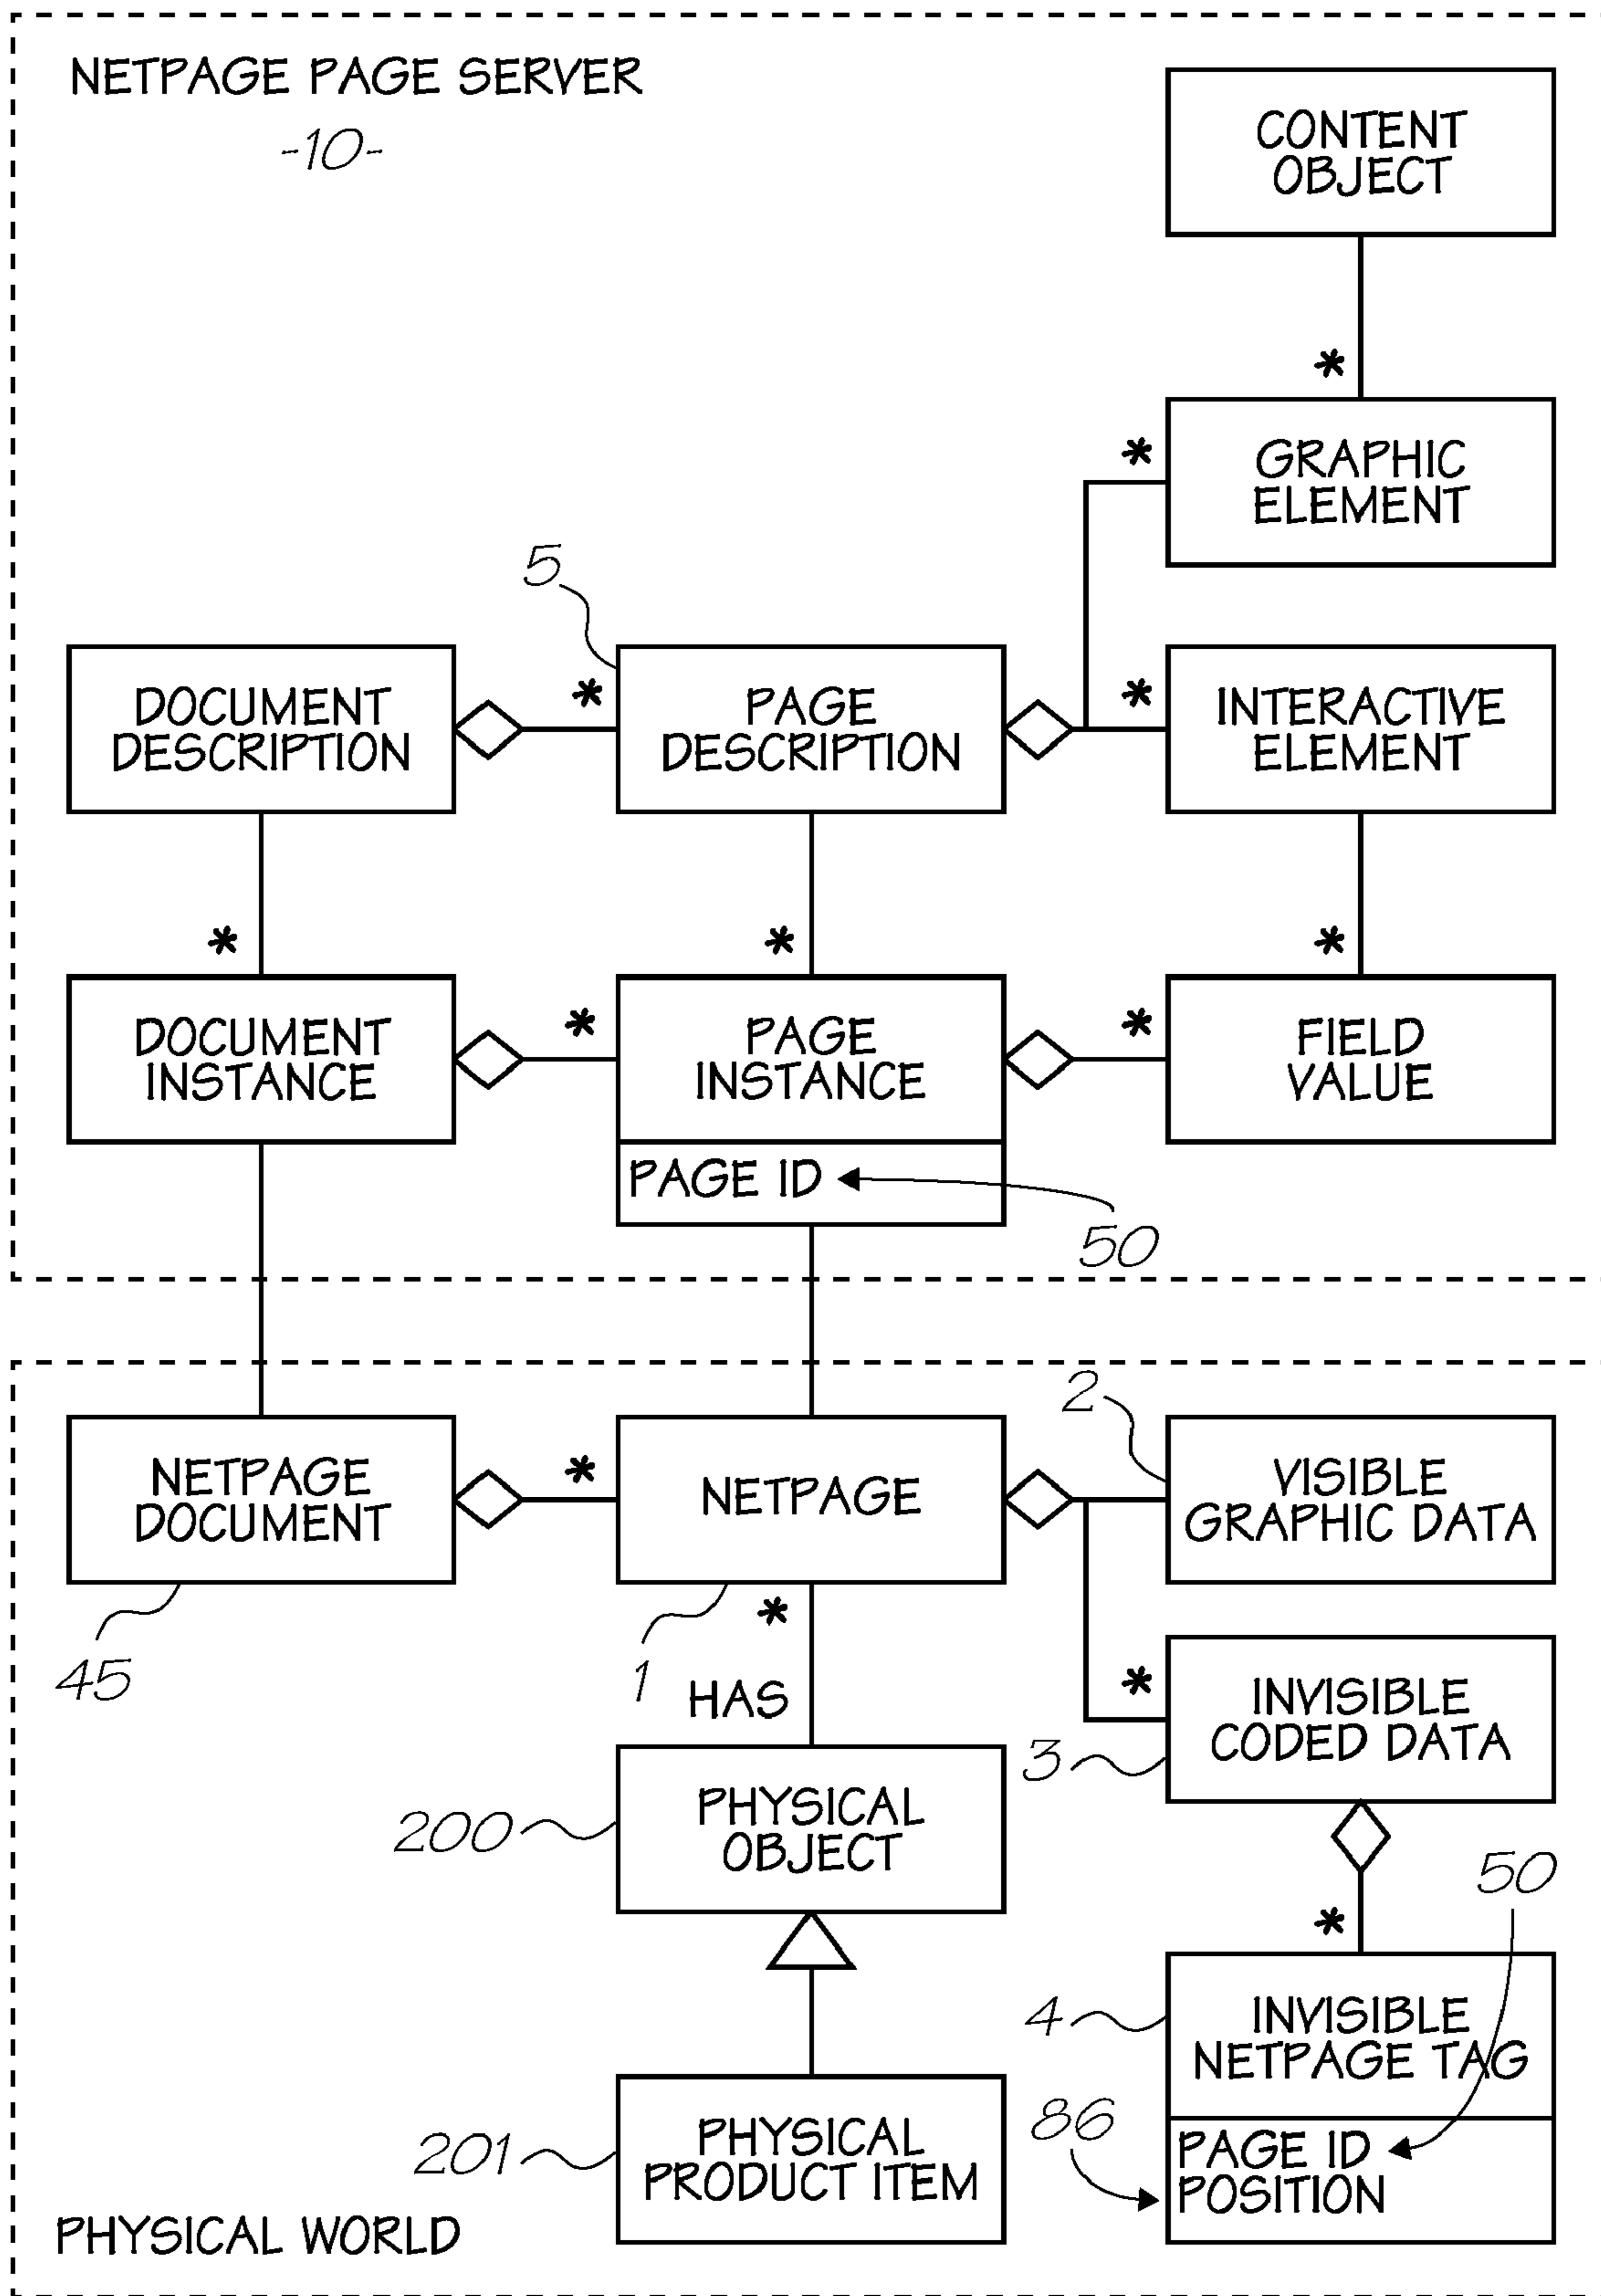 NETPAGE PAGE SERVER
-10-
CONTENT
OBJECT
*
*
GRAPHIC
ELEMENT
5
DOCUMENT
DESCRIPTION
*
PAGE
DESCRIPTION
*
INTERACTIVE
ELEMENT
*
*
*
DOCUMENT
INSTANCE
*
PAGE
INSTANCE
*
FIELD
VALUE
PAGE ID
50
NETPAGE
DOCUMENT
*
NETPAGE
2
VISIBLE
GRAPHIC DATA
45
1
*
HAS
*
INVISIBLE
CODED DATA
3
200
PHYSICAL
OBJECT
50
*
4
INVISIBLE
NETPAGE TAG
86
PAGE ID
POSITION
201
PHYSICAL
PRODUCT ITEM
PHYSICAL WORLD